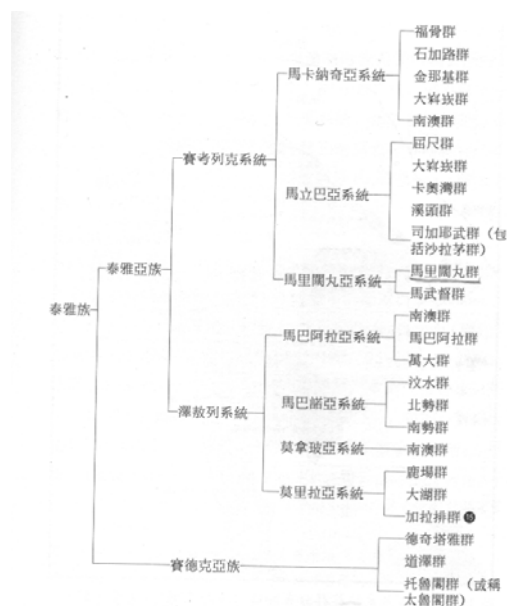 福骨群
石加路群
馬卡納奇亞系統
金那基群
大嵙崁群
南澳群
屈尺群
賽考列克系統
大嵙崁群
馬立巴亞系統
卡奧灣群
溪頭群
司加耶武群（包
括沙拉茅群）
泰雅亞族
馬里闊丸亞系統
馬里闊丸群
馬武督群
泰雅族
南澳群
馬巴阿拉亞系統
馬巴阿拉群
萬大群
汶水群
澤敖列系統
馬巴諾亞系統
北勢群
南勢群
莫拿玻亞系統
南澳群
鹿場群
莫里拉亞系統
大湖群
加拉排群⓯
德奇塔雅群
賽德克亞族
道澤群
托魯閣群（或稱
太魯閣群）